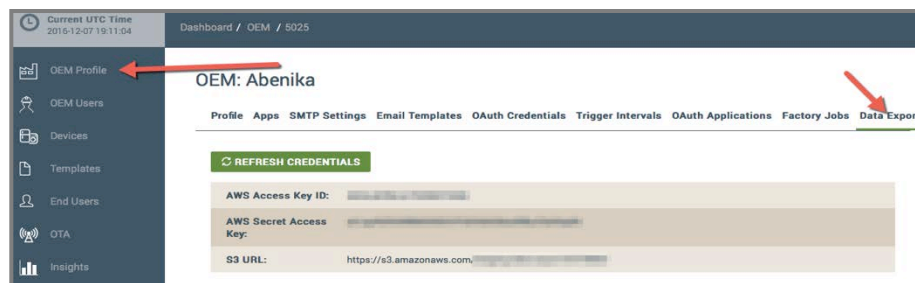 Current UTC Time
2016-12-07 19:11:04
Dashboard / OEM / 5025
OEM Profile
OEM Users
Devices
Templates
End Users
OTA
Insights
OEM: Abenika
Profile Apps SMTP Settings Email Templates OAuth Credentials Trigger Intervals OAuth Applications Factory Jobs Data Expor
REFRESH CREDENTIALS
AWS Access Key ID:
AWS Secret Access
Key:
S3 URL: https://s3.amazonaws.com/